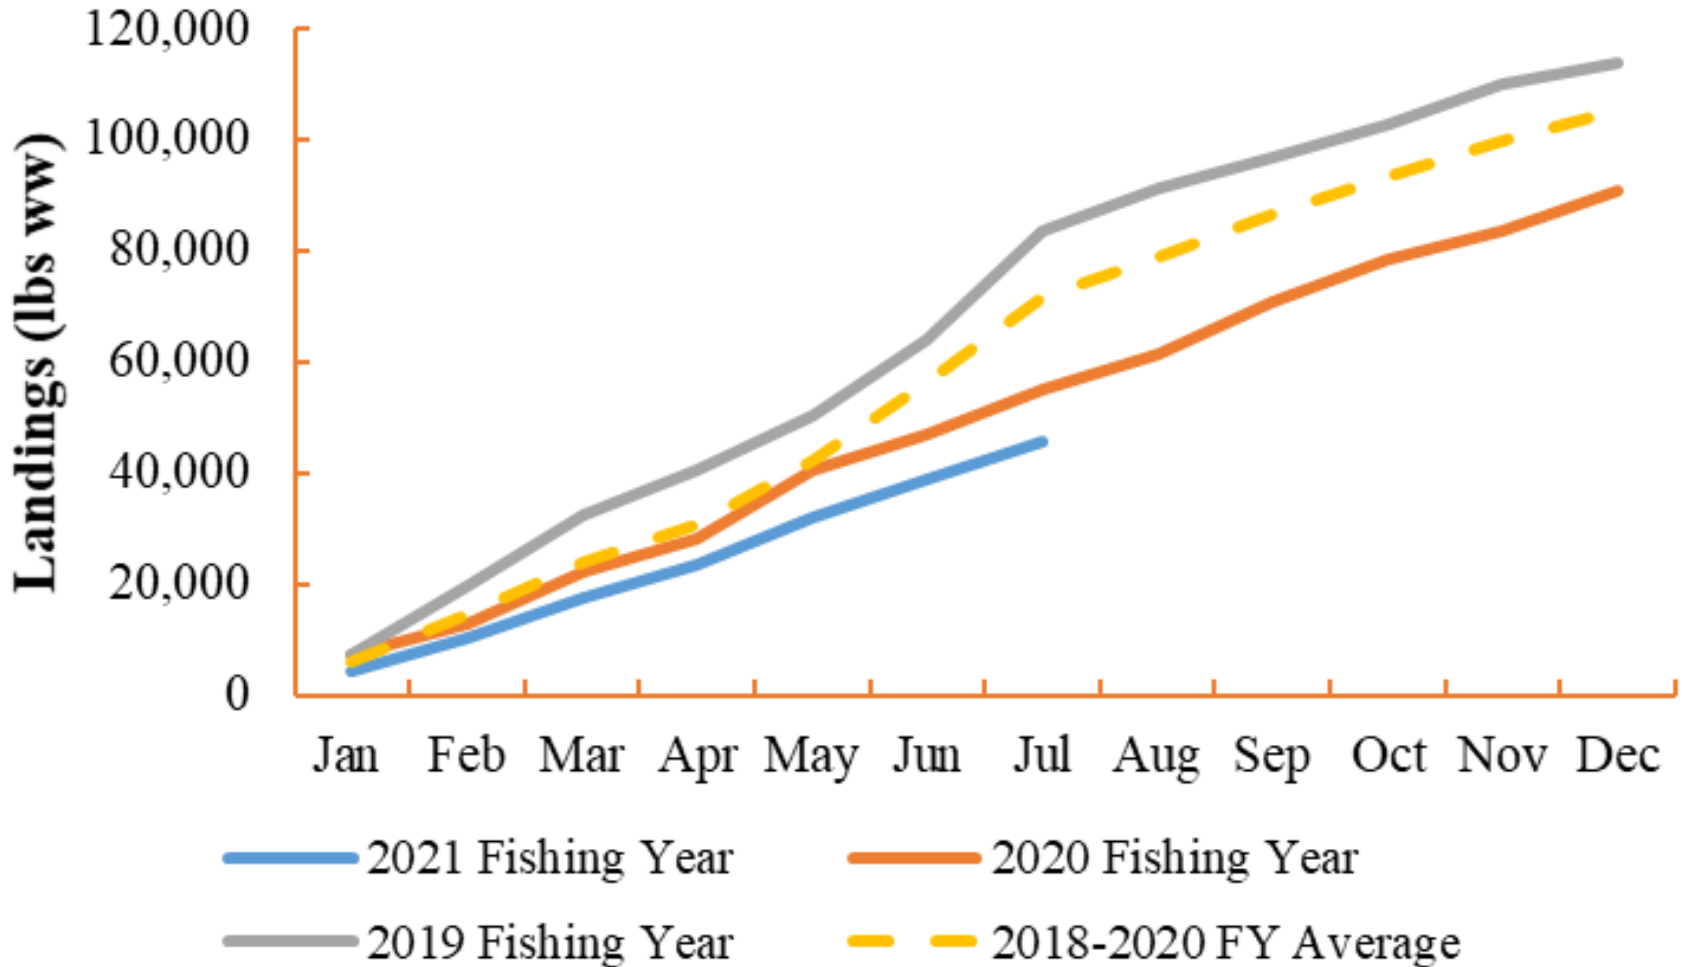 120,000
100,000
80,000
60,000
40,000
20,000
0
Landings (lbs ww)
Jan Feb Mar Apr May Jun Jul Aug Sep Oct Nov Dec
2021 Fishing Year 2020 Fishing Year
2019 Fishing Year 2018-2020 FY Average